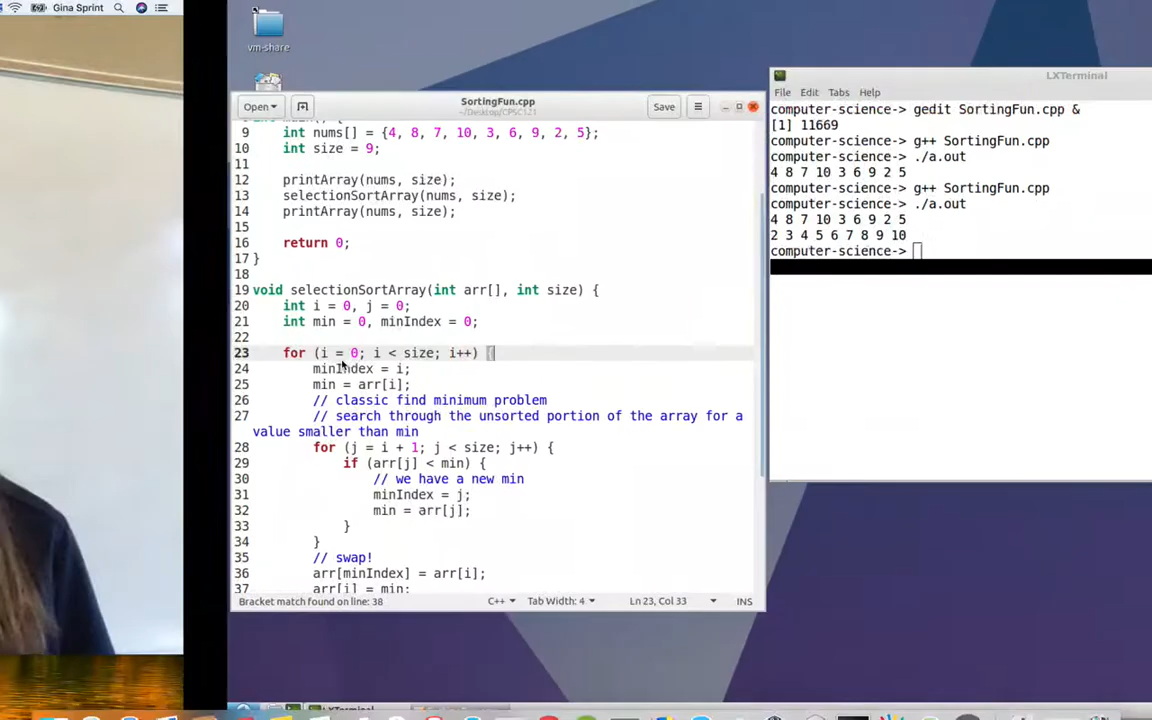 Gina Sprint
vm-share
Open
SortingFun.cpp
~/Desktop/CPSC121
Save
9 int nums[] = {4, 8, 7, 10, 3, 6, 9, 2, 5};
10 int size = 9;
11
12 printArray(nums, size);
13 selectionSortArray(nums, size);
14 printArray(nums, size);
15
16 return 0;
17 }
18
19 void selectionSortArray(int arr[], int size) {
20 int i = 0, j = 0;
21 int min = 0, minIndex = 0;
22
23 for (i = 0; i < size; i++) {
24 minIndex = i;
25 min = arr[i];
26 // classic find minimum problem
27 // search through the unsorted portion of the array for a
value smaller than min
28 for (j = i + 1; j < size; j++) {
29 if (arr[j] < min) {
30 // we have a new min
31 minIndex = j;
32 min = arr[j];
33 }
34 }
35 // swap!
36 arr[minIndex] = arr[i];
37 arr[i] = min;
Bracket match found on line: 38
C++
Tab Width: 4
Ln 23, Col 33
INS
LXTerminal
File Edit Tabs Help
computer-science> gedit SortingFun.cpp &
[1] 11669
computer-science> g++ SortingFun.cpp
computer-science> ./a.out
4 8 7 10 3 6 9 2 5
computer-science> g++ SortingFun.cpp
computer-science> ./a.out
4 8 7 10 3 6 9 2 5
2 3 4 5 6 7 8 9 10
computer-science>
LXTerminal